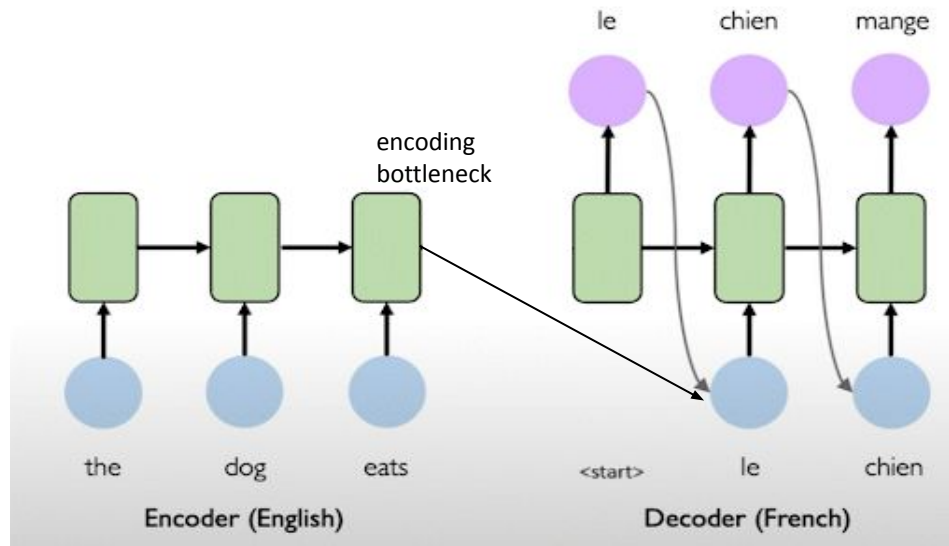 le chien mange
encoding
bottleneck
the dog eats <start> le chien
Encoder (English) Decoder (French)